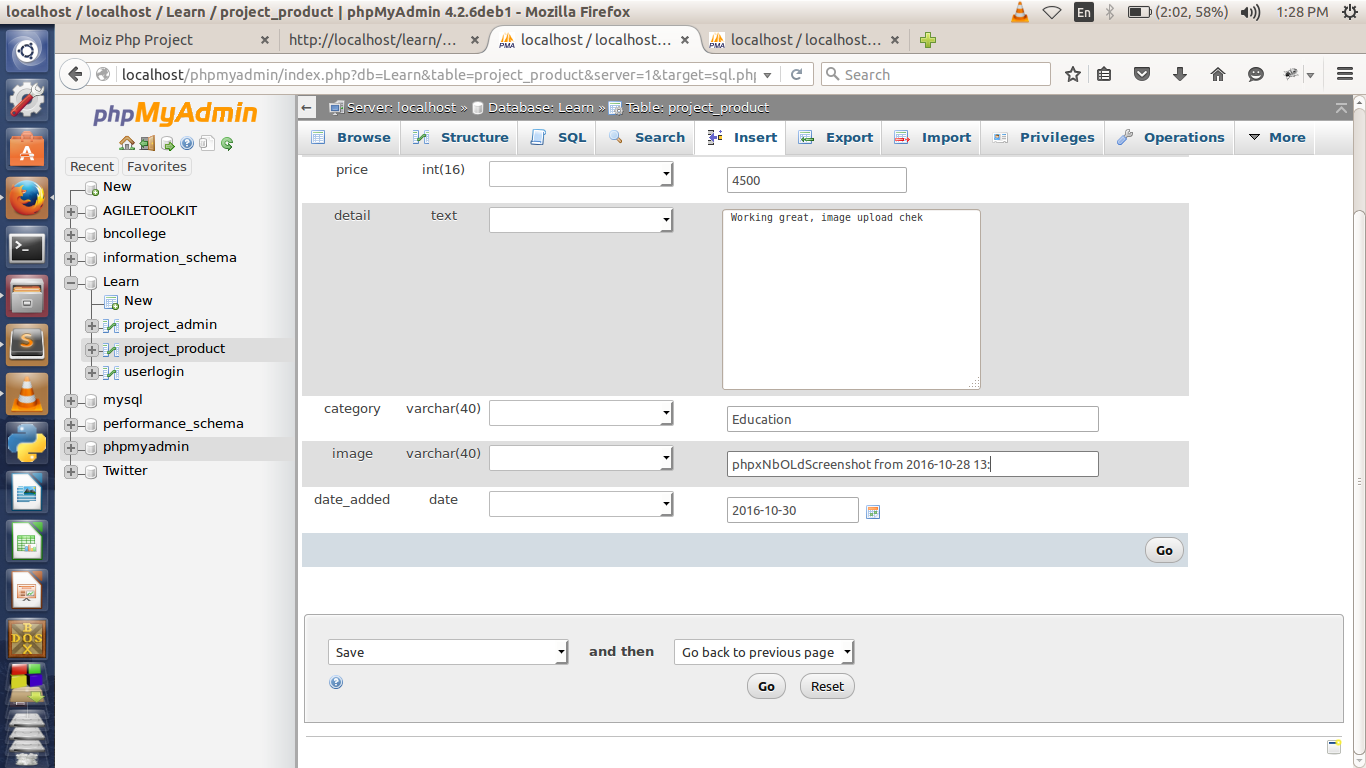 localhost / localhost / Learn / project_product | phpMyAdmin 4.2.6deb1 - Mozilla Firefox
En (2:02, 58%) 1:28 PM
Moiz Php Project × http://localhost/learn/... × localhost / localhost... × localhost / localhost... ×
localhost/phpmyadmin/index.php?db=Learn&table=project_product&server=1&target=sql.php
Search
phpMyAdmin
Recent Favorites
New
AGILETOOLKIT
bncollege
information_schema
Learn
New
project_admin
project_product
userlogin
mysql
performance_schema
phpmyadmin
Twitter
Server: localhost » Database: Learn » Table: project_product
Browse Structure SQL Search Insert Export Import Privileges Operations More
price int(16) 4500
detail text Working great, image upload chek
category varchar(40) Education
image varchar(40) phpxNbOLdScreenshot from 2016-10-28 13:
date_added date 2016-10-30
Go
Save and then Go back to previous page
Go Reset